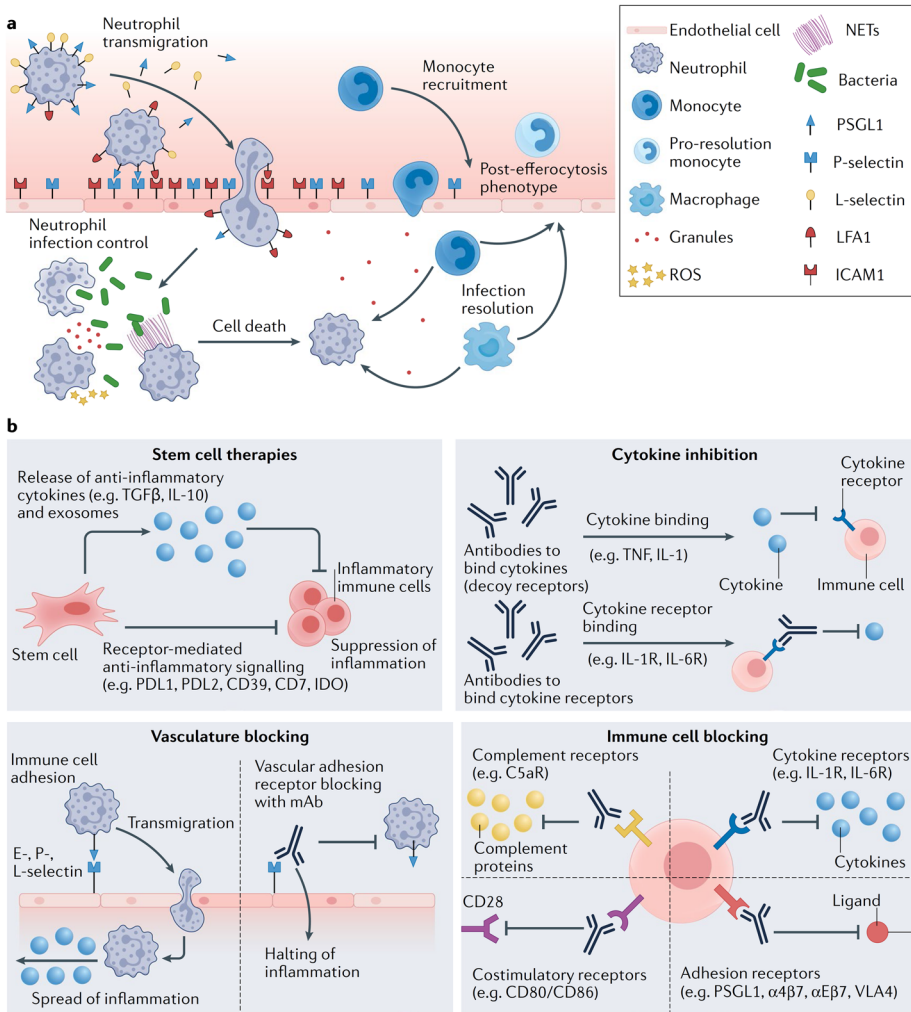 a
Neutrophil
transmigration
Monocyte
recruitment
Post-efferocytosis
phenotype
Neutrophil
infection control
Cell death
Infection
resolution
Endothelial cell
Neutrophil
Monocyte
Pro-resolution
monocyte
Macrophage
Granules
ROS
NETs
Bacteria
PSGL1
P-selectin
L-selectin
LFA1
ICAM1
b
Stem cell therapies
Release of anti-inflammatory
cytokines (e.g. TGFβ, IL-10)
and exosomes
Inflammatory
immune cells
Stem cell
Receptor-mediated
anti-inflammatory signalling
(e.g. PDL1, PDL2, CD39, CD7, IDO)
Suppression of
inflammation
Cytokine inhibition
Antibodies to
bind cytokines
(decoy receptors)
Cytokine binding
(e.g. TNF, IL-1)
Cytokine
receptor
Cytokine
Immune cell
Cytokine receptor
binding
(e.g. IL-1R, IL-6R)
Antibodies to
bind cytokine receptors
Vasculature blocking
Immune cell
adhesion
Transmigration
E-, P-,
L-selectin
Spread of inflammation
Vascular adhesion
receptor blocking
with mAb
Halting of
inflammation
Immune cell blocking
Complement receptors
(e.g. C5aR)
Complement
proteins
Cytokine receptors
(e.g. IL-1R, IL-6R)
Cytokines
CD28
Costimulatory receptors
(e.g. CD80/CD86)
Ligand
Adhesion receptors
(e.g. PSGL1, α4β7, αEβ7, VLA4)